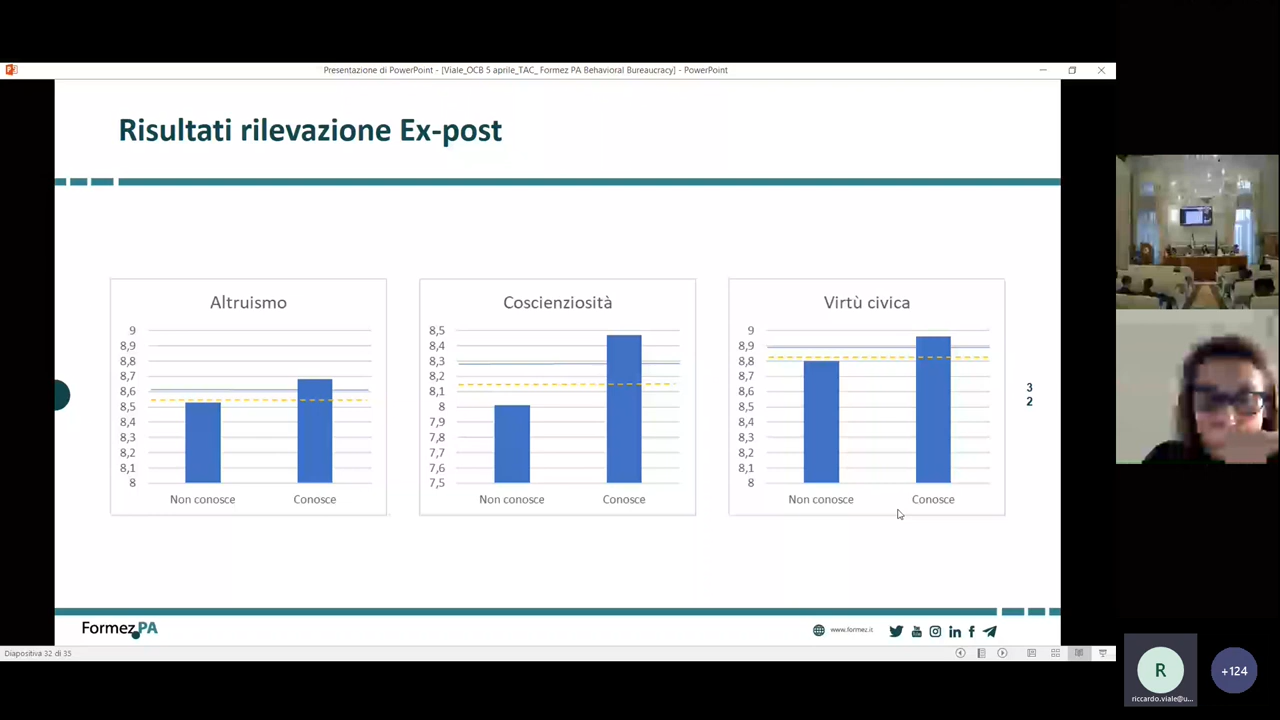 Presentazione di PowerPoint - [Viale_OCB 5 aprile_TAC_ Formez PA Behavioral Bureaucracy] - PowerPoint
Risultati rilevazione Ex-post
Altruismo
9
8,9
8,8
8,7
8,6
8,5
8,4
8,3
8,2
8,1
8
Non conosce
Conosce
Coscienziosità
8,5
8,4
8,3
8,2
8,1
8
7,9
7,8
7,7
7,6
7,5
Non conosce
Conosce
Virtù civica
9
8,9
8,8
8,7
8,6
8,5
8,4
8,3
8,2
8,1
8
Non conosce
Conosce
3
2
Formez PA
www.formez.it
Diapositiva 32 di 35
R
riccardo.viale@u...
+124